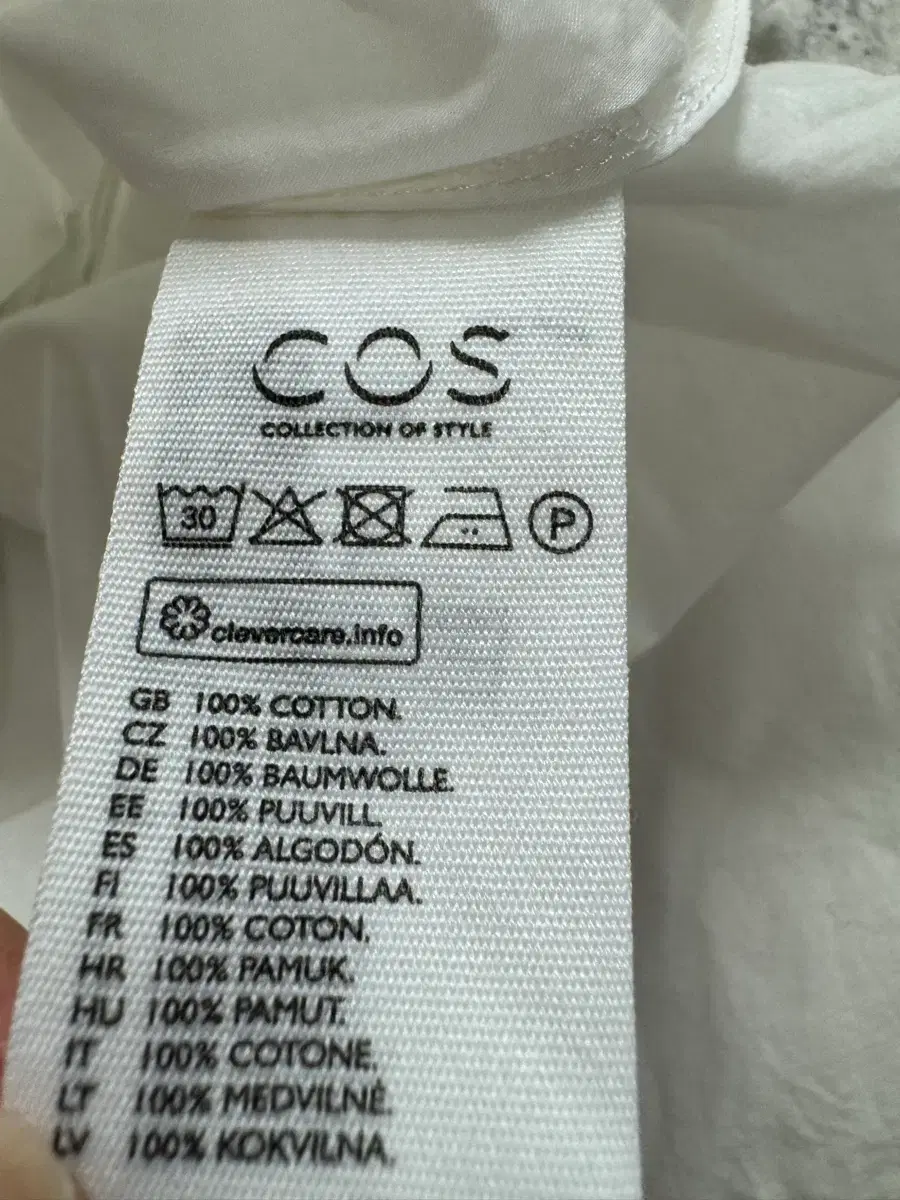 COS
COLLECTION OF STYLE
30 P
clevercare.info
GB 100% COTTON.
CZ 100% BAVLNA.
DE 100% BAUMWOLLE.
EE 100% PUUVILL.
ES 100% ALGODÓN.
FI 100% PUUVILLAA.
FR 100% COTON.
HR 100% PAMUK.
HU 100% PAMUT.
IT 100% COTONE.
LT 100% MEDVILNĖ.
LV 100% KOKVILNA.